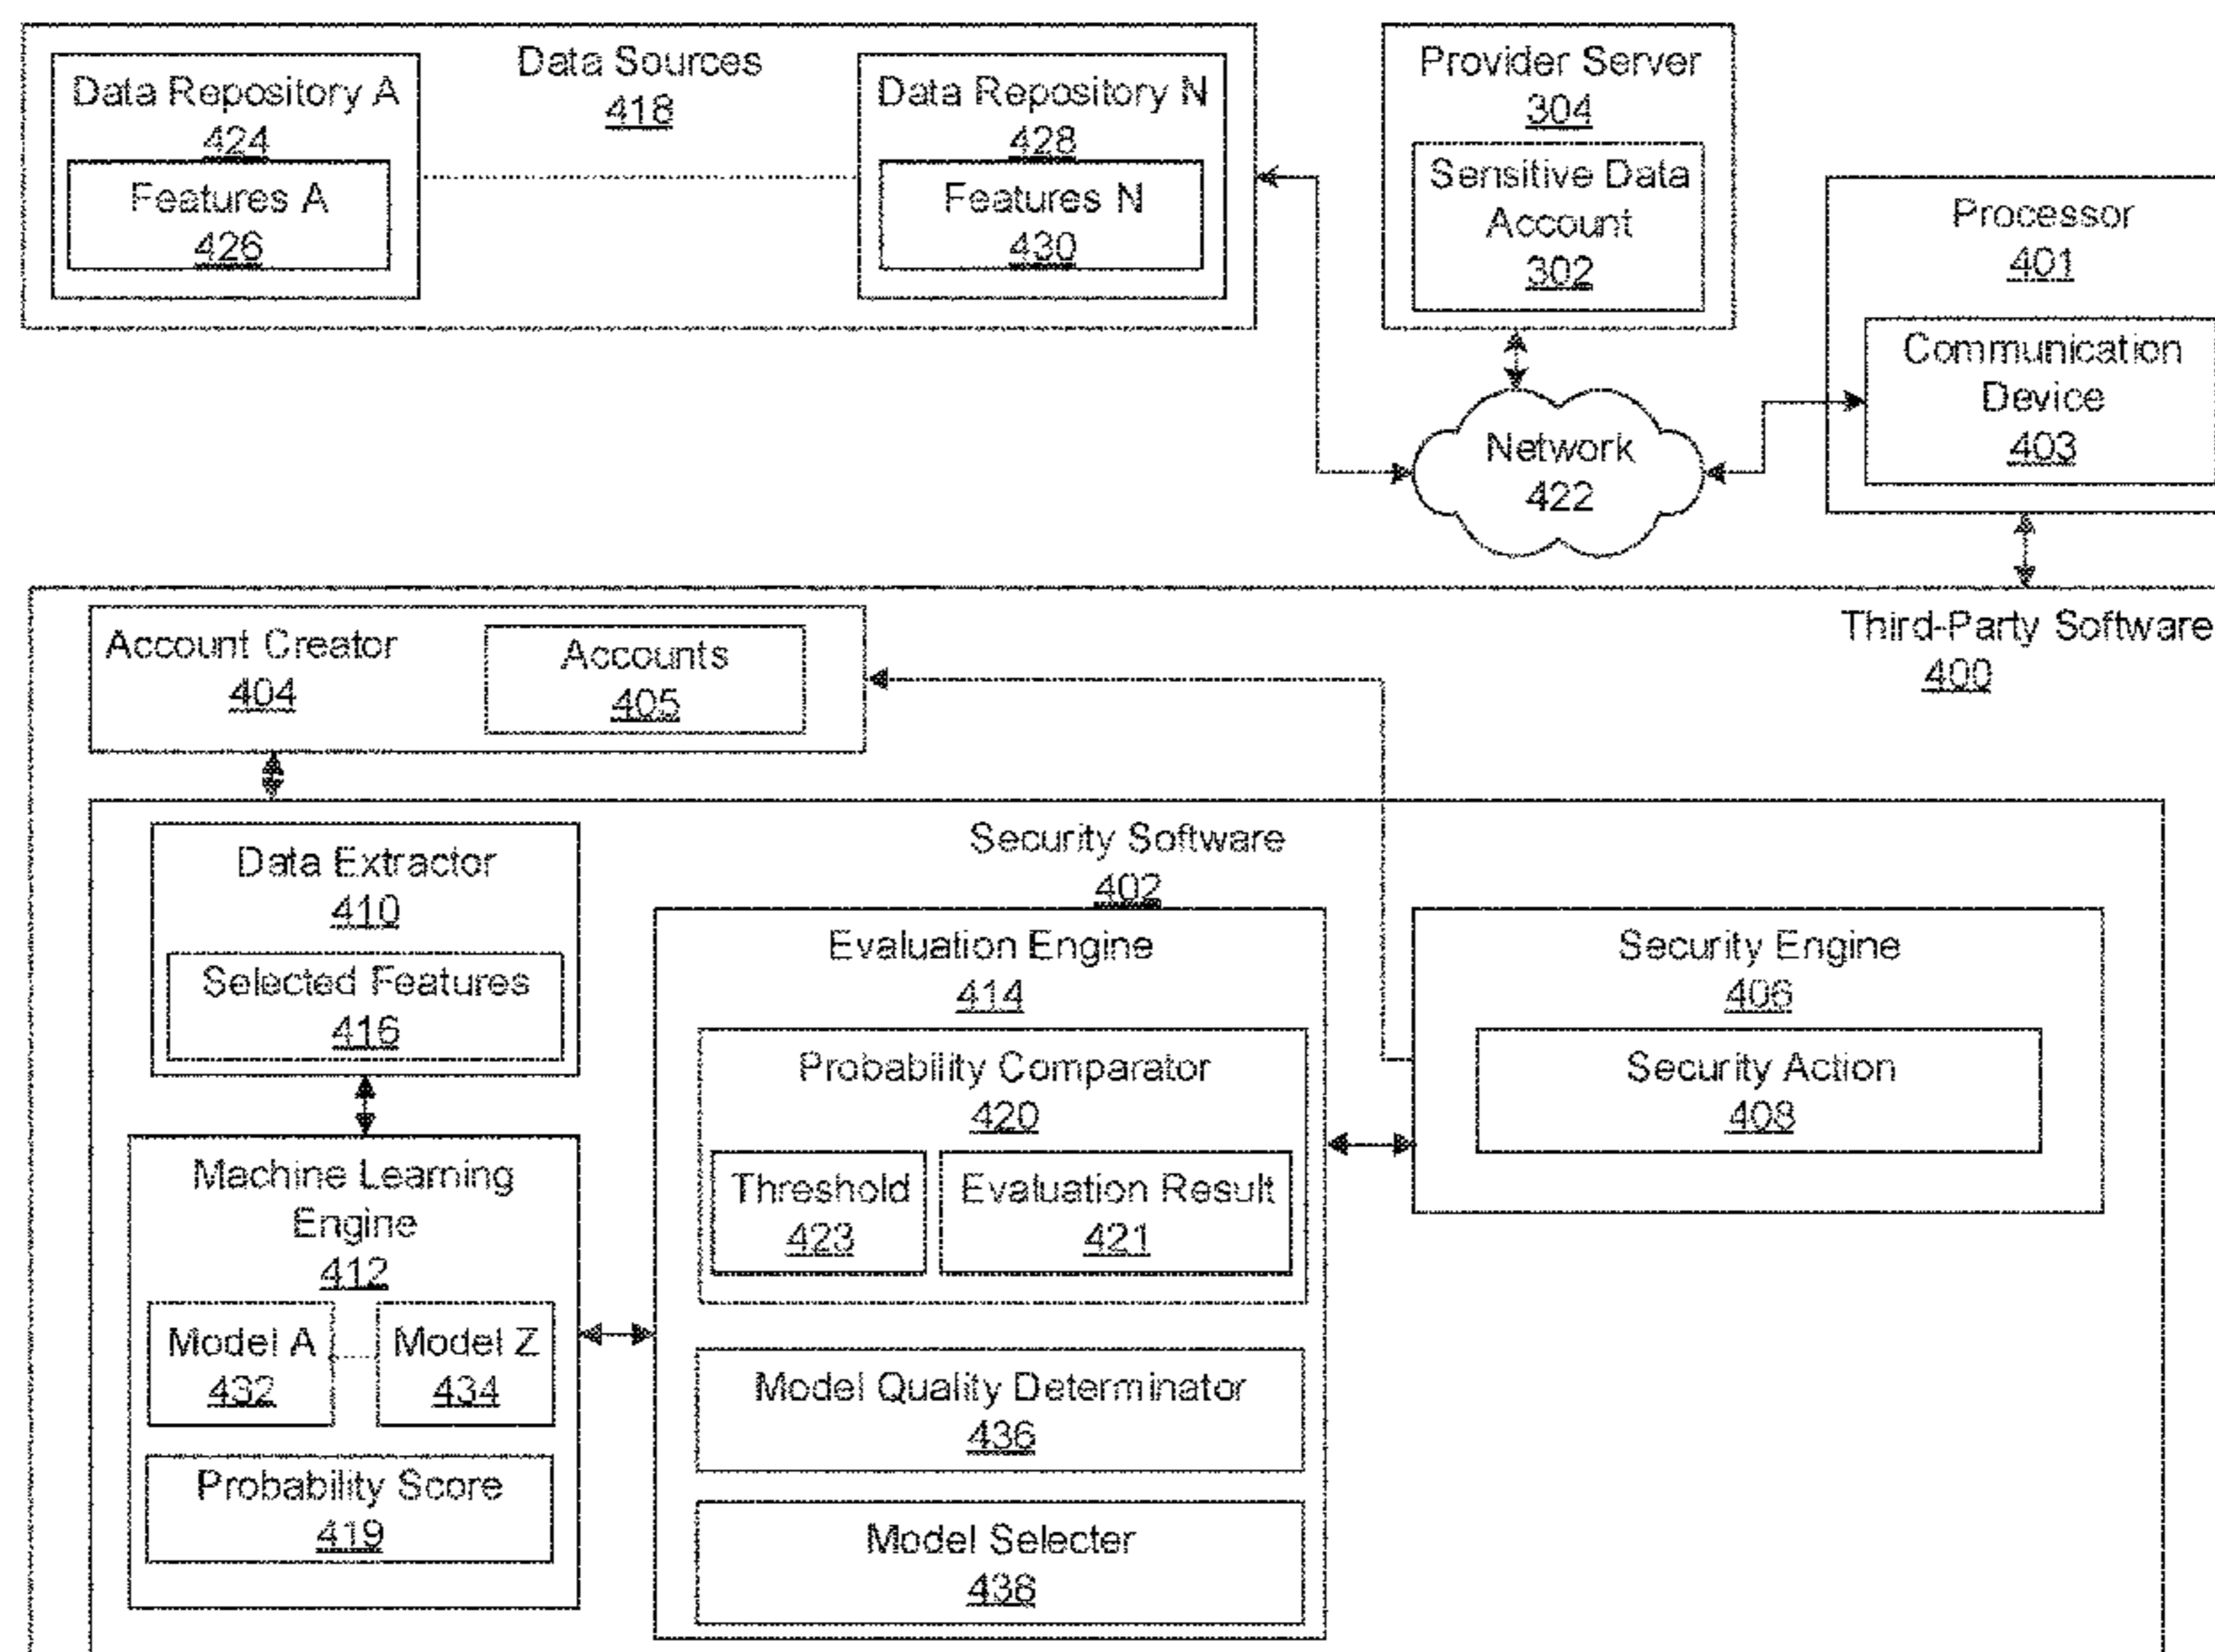 Data Sources
418
Data Repository A
424
Features A
426
Data Repository N
428
Features N
430
Provider Server
304
Sensitive Data
Account
302
Processor
401
Communication
Device
403
Network
422
Third-Party Software
400
Account Creator
404
Accounts
405
Security Software
402
Data Extractor
410
Selected Features
416
Machine Learning
Engine
412
Model A
432
Model Z
434
Probability Score
419
Evaluation Engine
414
Probability Comparator
420
Threshold
423
Evaluation Result
421
Model Quality Determinator
436
Model Selecter
438
Security Engine
406
Security Action
408